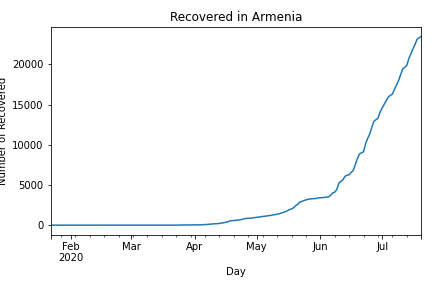 Recovered in Armenia
Number of Recovered
20000
15000
10000
5000
0
Feb Mar Apr May Jun Jul
2020
Day